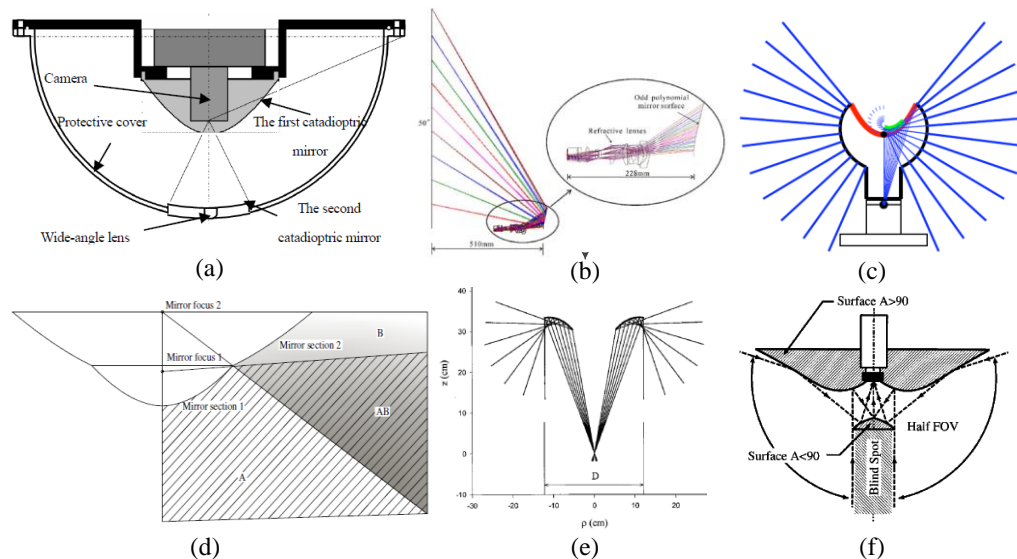 Camera
Protective cover
The first catadioptric
mirror
The second
catadioptric mirror
Wide-angle lens
(a)
50°
Odd polynomial
mirror surface
Refractive lenses
228mm
510mm
(b)
(c)
Mirror focus 2
B
Mirror section 2
Mirror focus 1
Mirror section 1
AB
A
(d)
z (cm)
40
30
20
10
0
-10
D
-30 -20 -10 0 10 20
ρ (cm)
(e)
Surface A>90
Half FOV
Surface A<90
Blind Spot
(f)